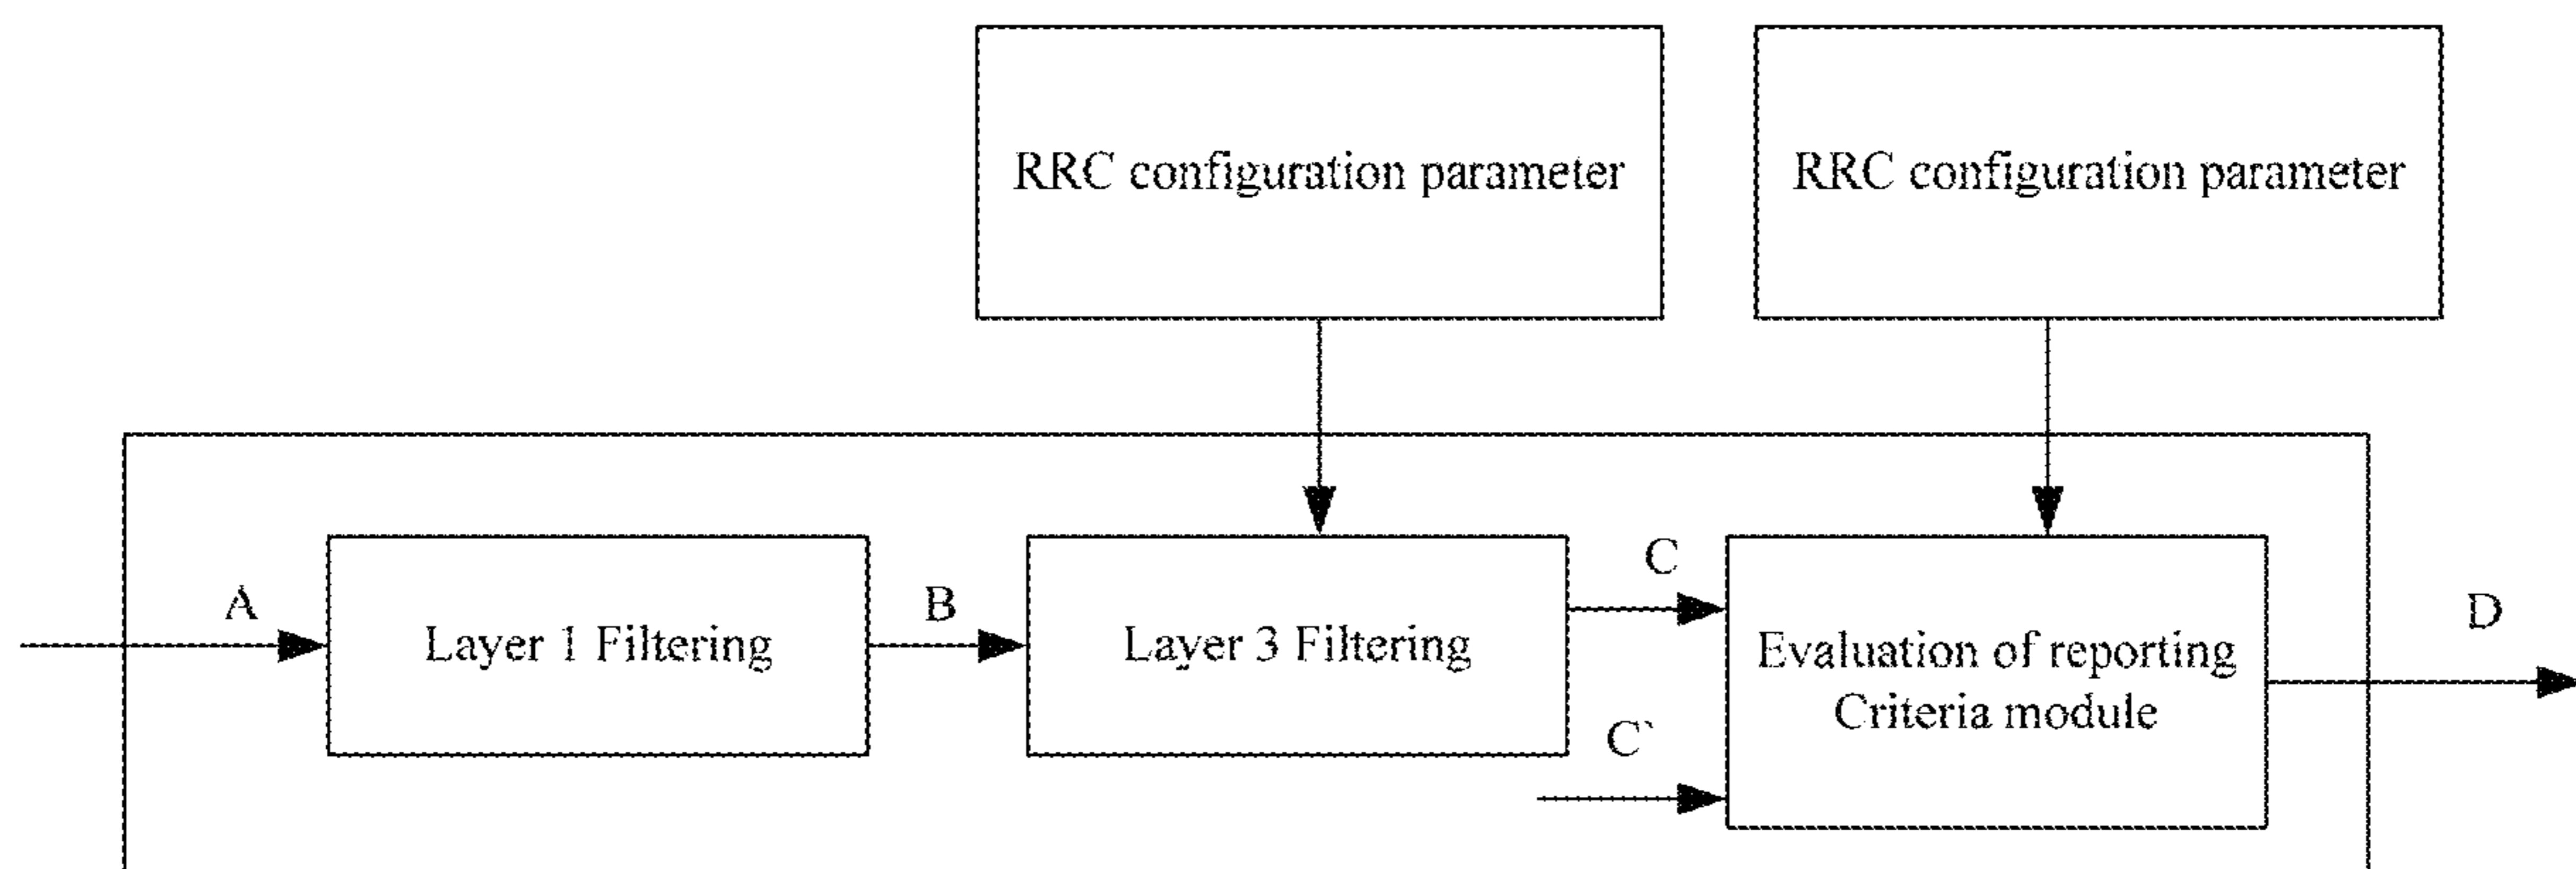 RRC configuration parameter
RRC configuration parameter
A
Layer 1 Filtering
B
Layer 3 Filtering
C
C`
Evaluation of reporting
Criteria module
D